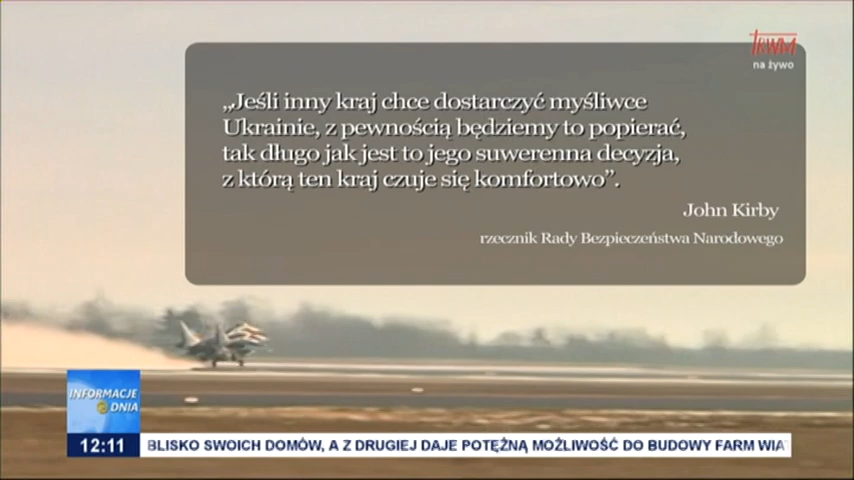 TRWM
na żywo
„Jeśli inny kraj chce dostarczyć myśliwce
Ukrainie, z pewnością będziemy to popierać,
tak długo jak jest to jego suwerenna decyzja,
z którą ten kraj czuje się komfortowo”.
John Kirby
rzecznik Rady Bezpieczeństwa Narodowego
INFORMACJE
DNIA
12:11
BLISKO SWOICH DOMÓW, A Z DRUGIEJ DAJE POTĘŻNĄ MOŻLIWOŚĆ DO BUDOWY FARM WIA